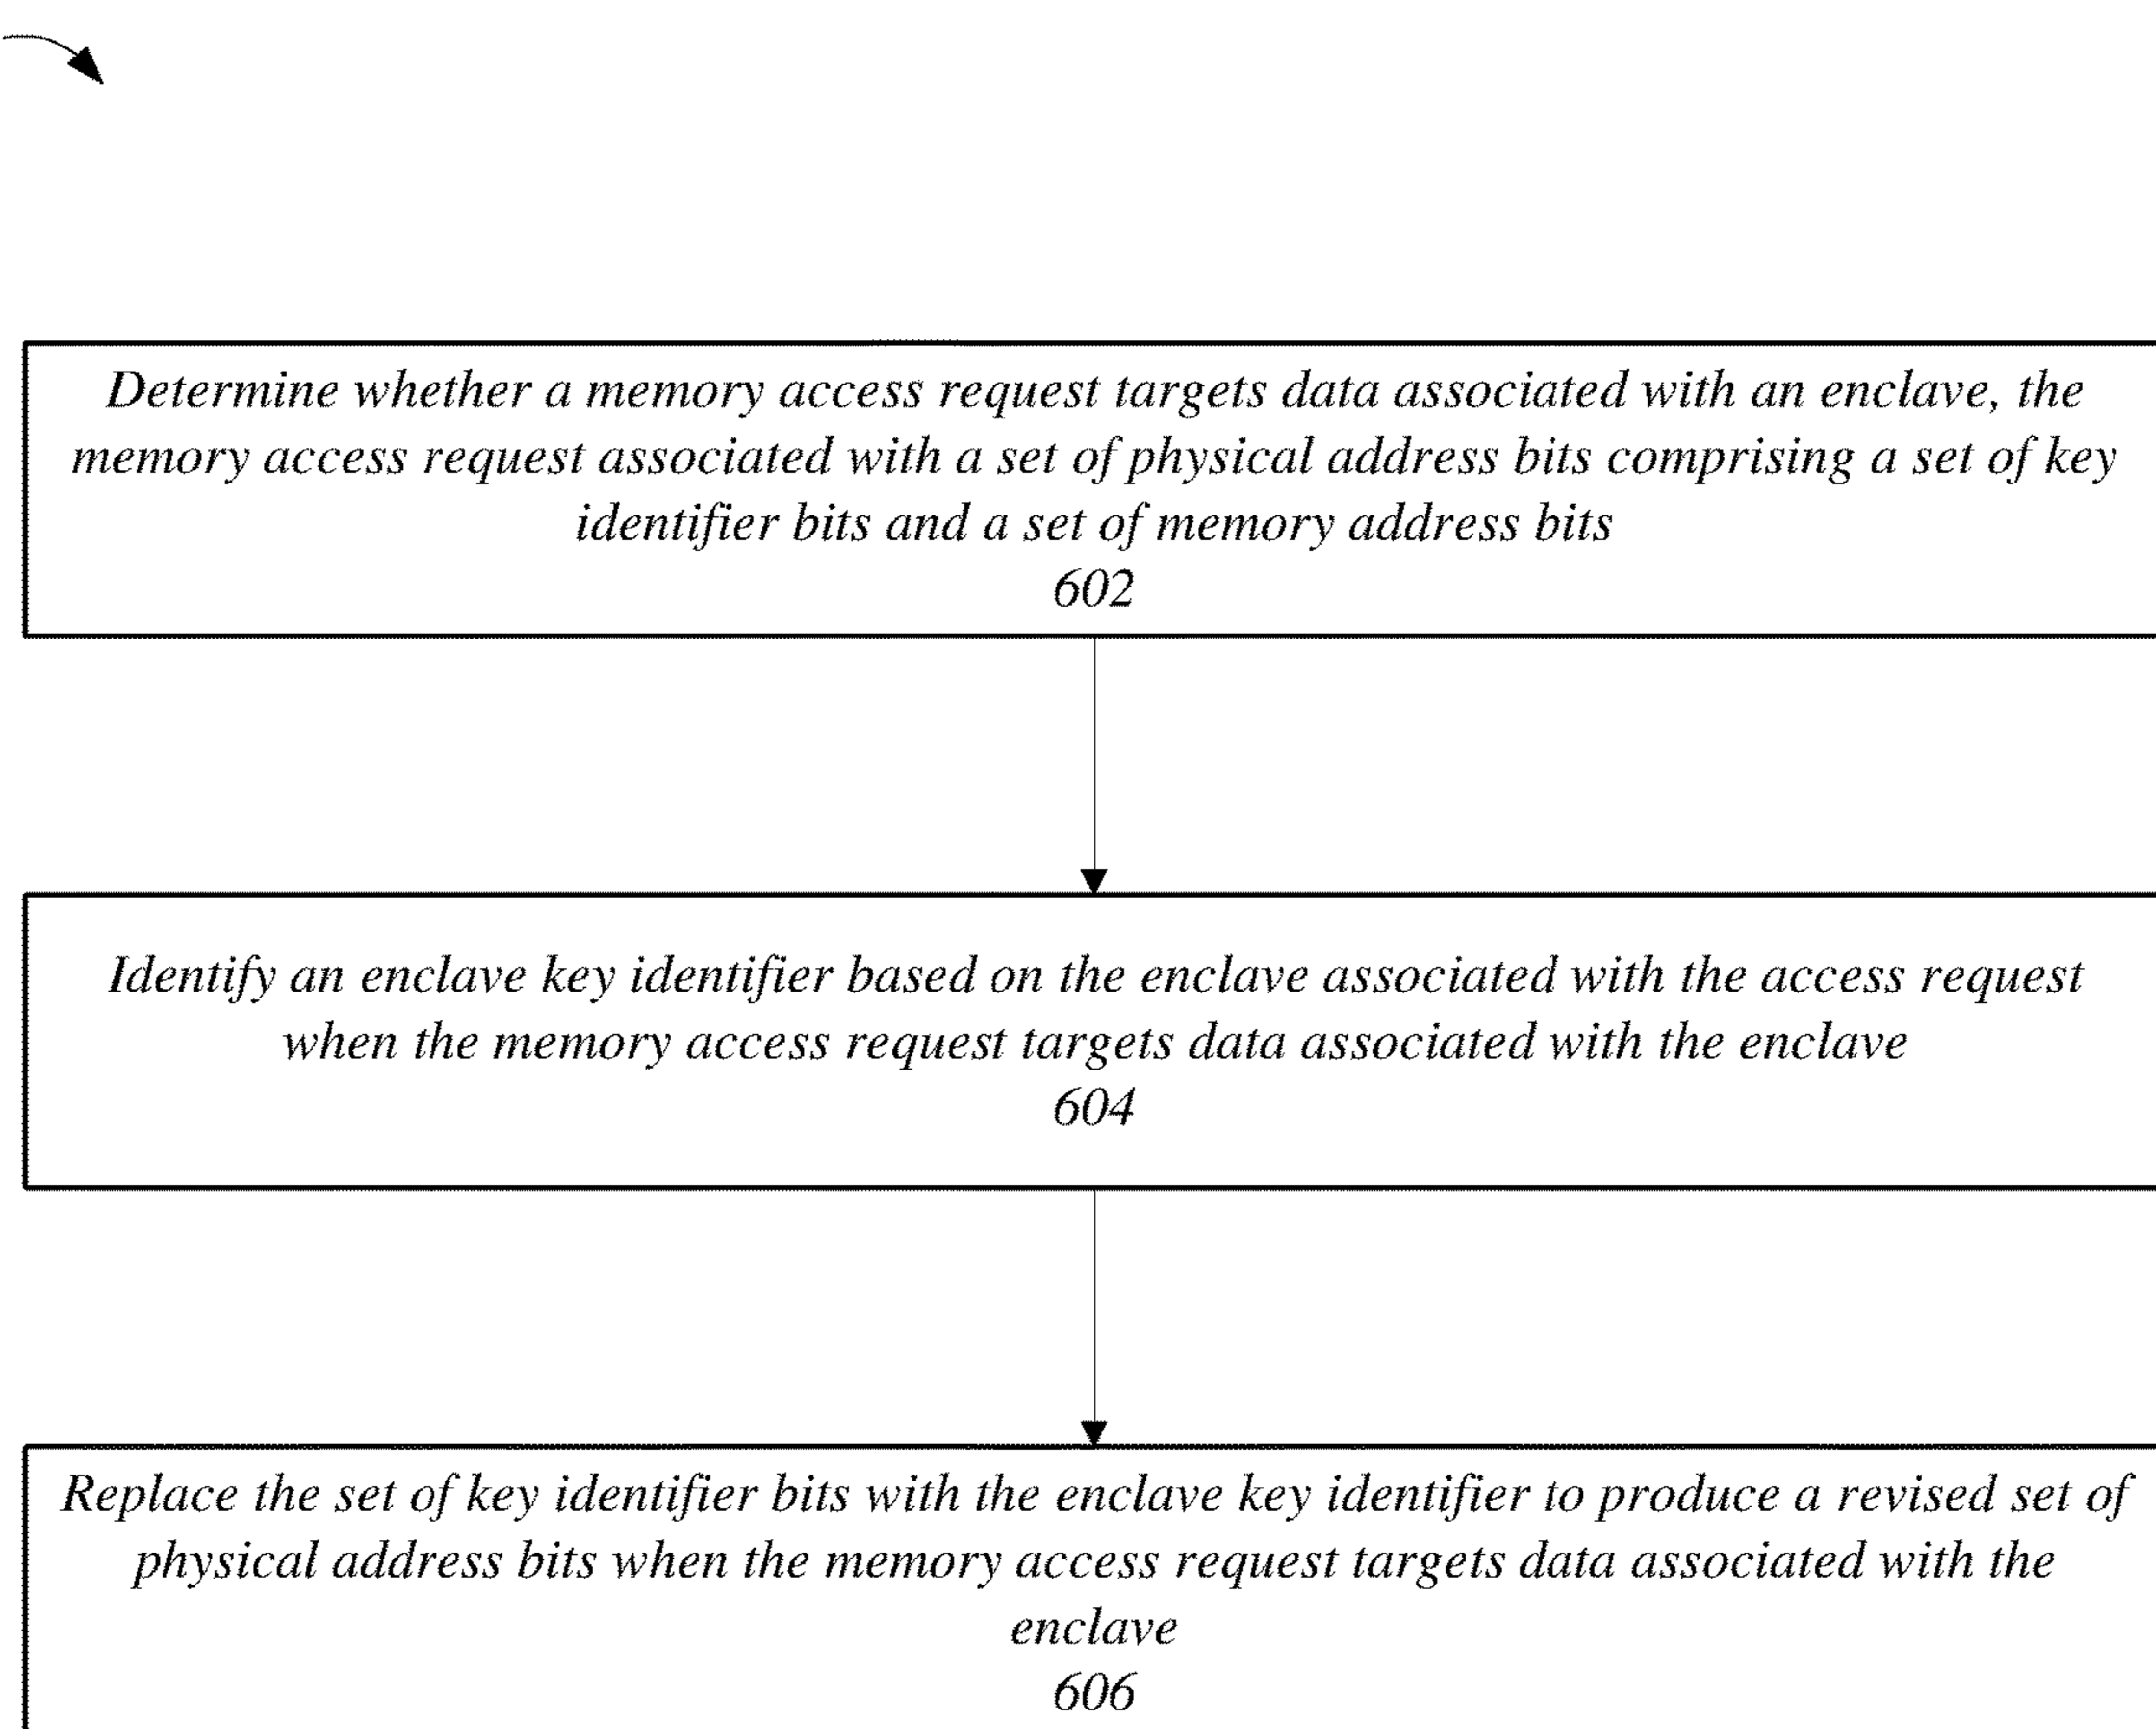 Determine whether a memory access request targets data associated with an enclave, the
memory access request associated with a set of physical address bits comprising a set of key
identifier bits and a set of memory address bits
602
Identify an enclave key identifier based on the enclave associated with the access request
when the memory access request targets data associated with the enclave
604
Replace the set of key identifier bits with the enclave key identifier to produce a revised set of
physical address bits when the memory access request targets data associated with the
enclave
606